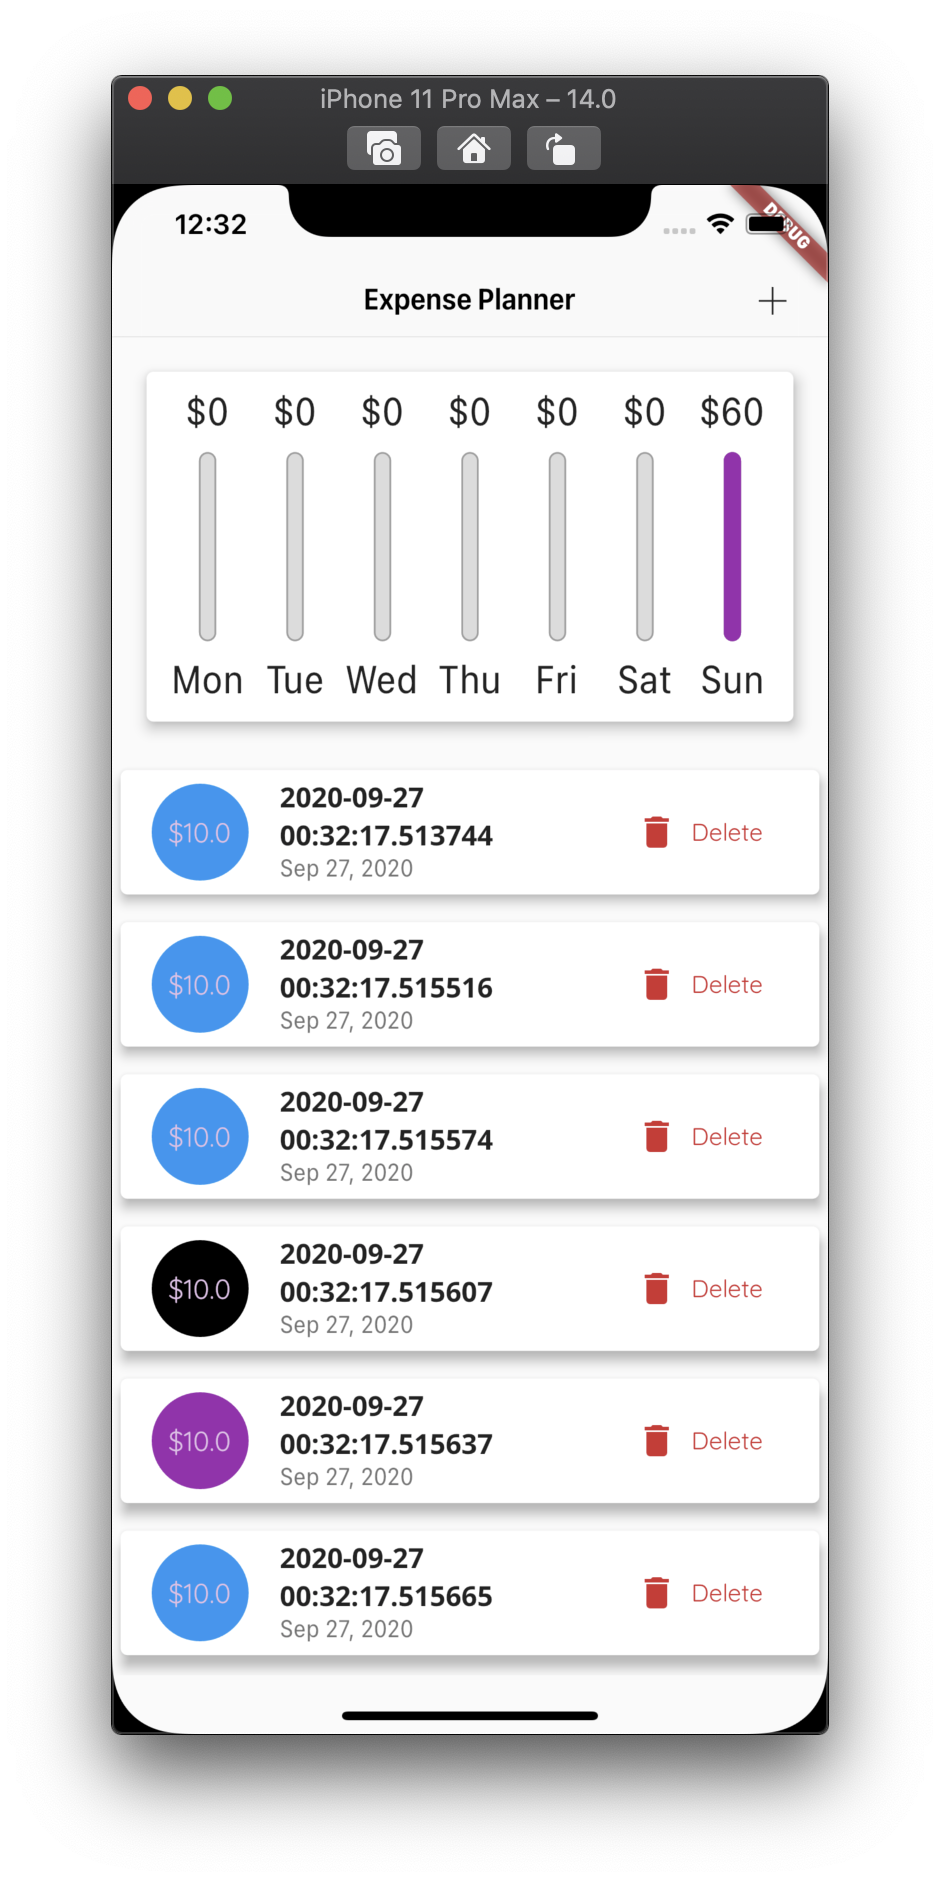 iPhone 11 Pro Max – 14.0
12:32
DEBUG
Expense Planner
$0 $0 $0 $0 $0 $0 $60
Mon Tue Wed Thu Fri Sat Sun
2020-09-27
$10.0 00:32:17.513744 Delete
Sep 27, 2020
2020-09-27
$10.0 00:32:17.515516 Delete
Sep 27, 2020
2020-09-27
$10.0 00:32:17.515574 Delete
Sep 27, 2020
2020-09-27
$10.0 00:32:17.515607 Delete
Sep 27, 2020
2020-09-27
$10.0 00:32:17.515637 Delete
Sep 27, 2020
2020-09-27
$10.0 00:32:17.515665 Delete
Sep 27, 2020